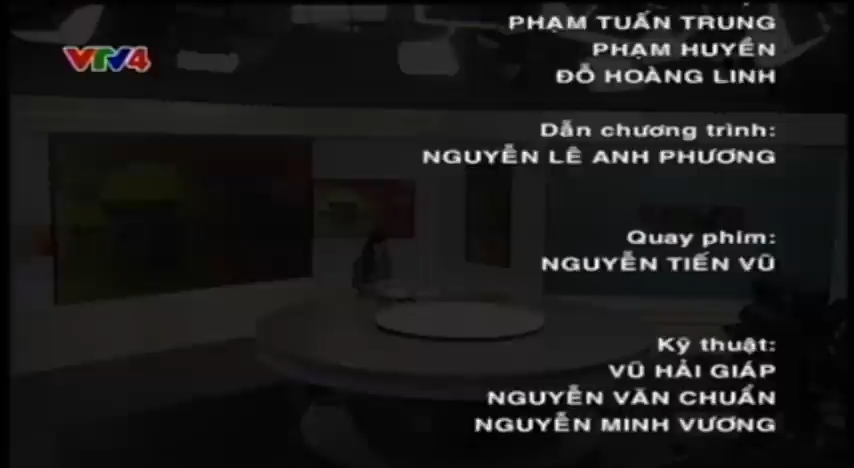 VTV4
PHẠM TUẤN TRUNG
PHẠM HUYỀN
ĐỖ HOÀNG LINH
Dẫn chương trình:
NGUYỄN LÊ ANH PHƯƠNG
Quay phim:
NGUYỄN TIẾN VŨ
Kỹ thuật:
VŨ HẢI GIÁP
NGUYỄN VĂN CHUẨN
NGUYỄN MINH VƯƠNG